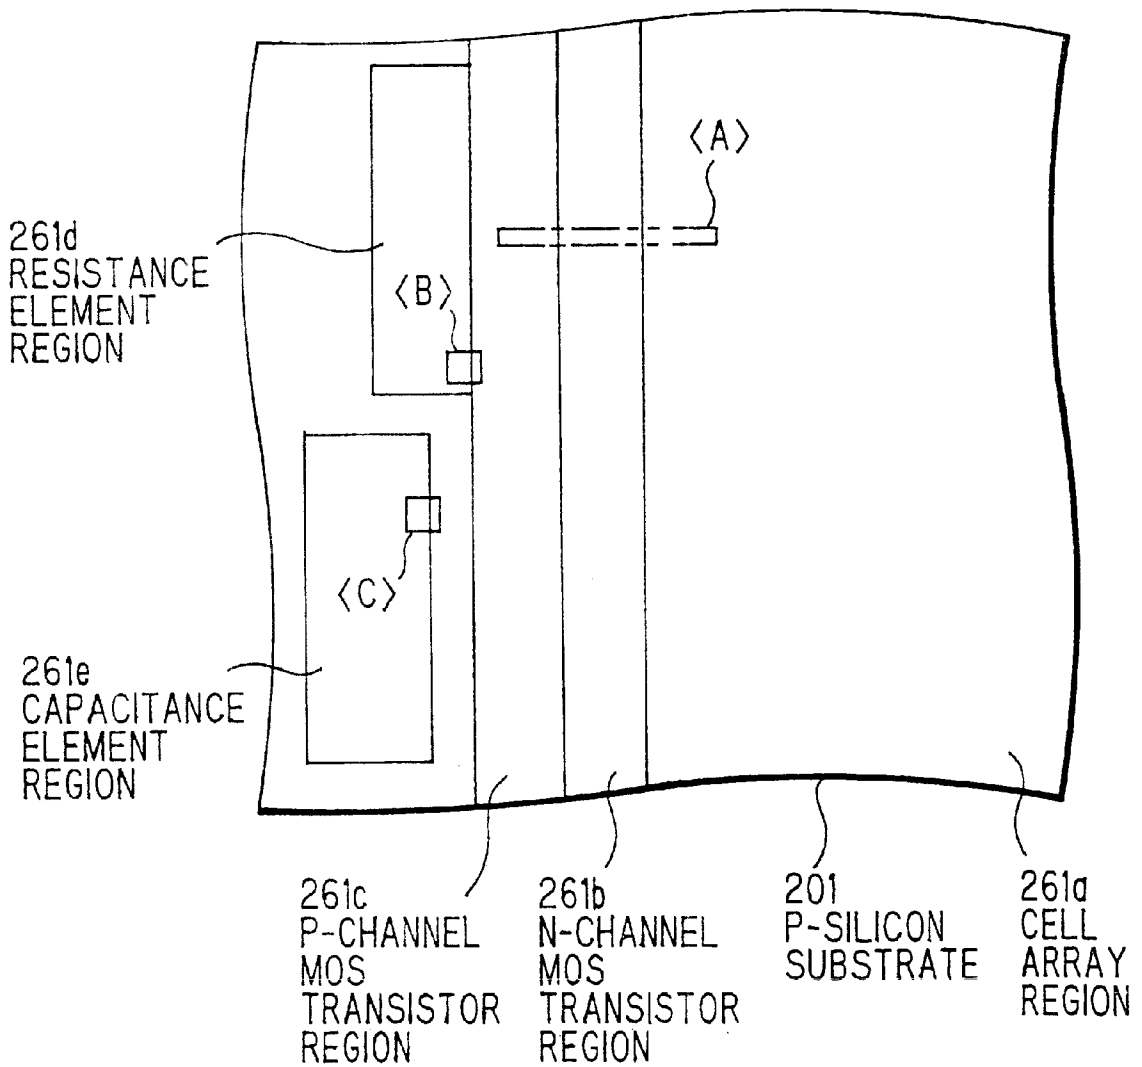 <A>
261d
RESISTANCE
ELEMENT
REGION
<B>
<C>
261e
CAPACITANCE
ELEMENT
REGION
261c
P-CHANNEL
MOS
TRANSISTOR
REGION
261b
N-CHANNEL
MOS
TRANSISTOR
REGION
201
P-SILICON
SUBSTRATE
261a
CELL
ARRAY
REGION